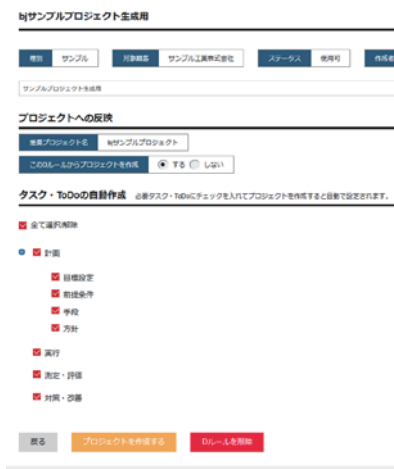 bjサンプルプロジェクト生成用
種別 サンプル 対象顧客 サンプル工業株式会社 ステータス 使用可 作成者
サンプルプロジェクト生成用
プロジェクトへの反映
産業プロジェクト名 bjサンプルプロジェクト
このDルールからプロジェクトを作成 する しない
タスク・ToDoの自動作成 必要タスク・ToDoにチェックを入れてプロジェクトを作成すると自動で設定されます。
全て選択/解除
計画
目標設定
前提条件
手段
方針
実行
測定・評価
対策・改善
戻る プロジェクトを作成する Dルールを削除